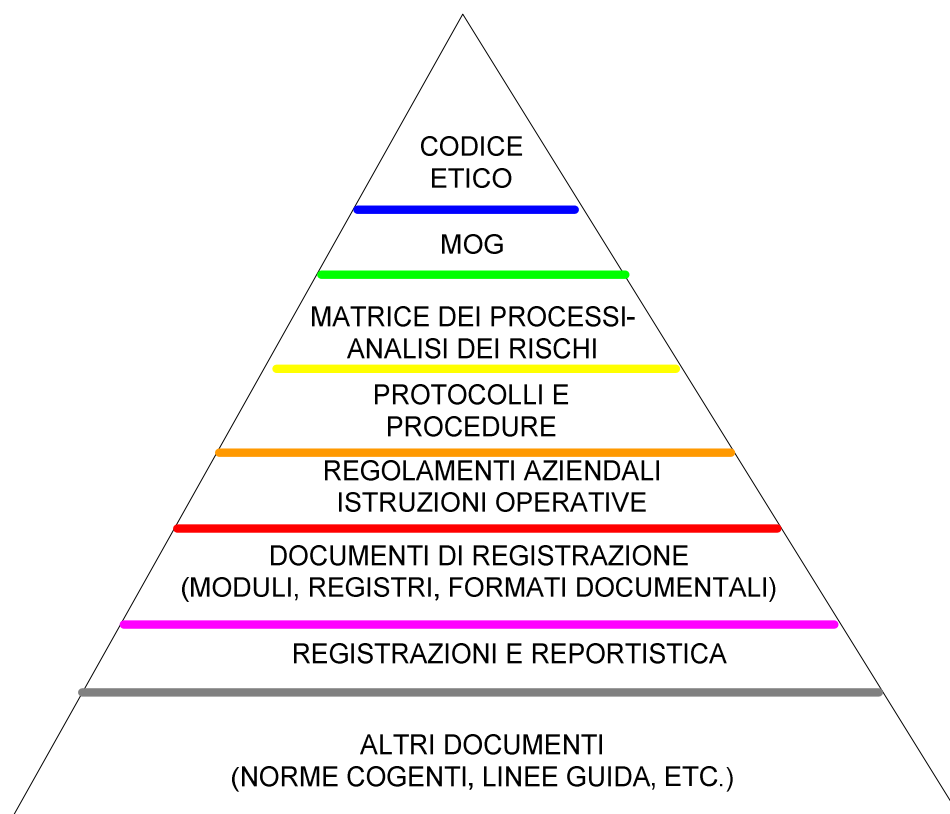 CODICE
ETICO
MOG
MATRICE DEI PROCESSI-
ANALISI DEI RISCHI
PROTOCOLLI E
PROCEDURE
REGOLAMENTI AZIENDALI
ISTRUZIONI OPERATIVE
DOCUMENTI DI REGISTRAZIONE
(MODULI, REGISTRI, FORMATI DOCUMENTALI)
REGISTRAZIONI E REPORTISTICA
ALTRI DOCUMENTI
(NORME COGENTI, LINEE GUIDA, ETC.)